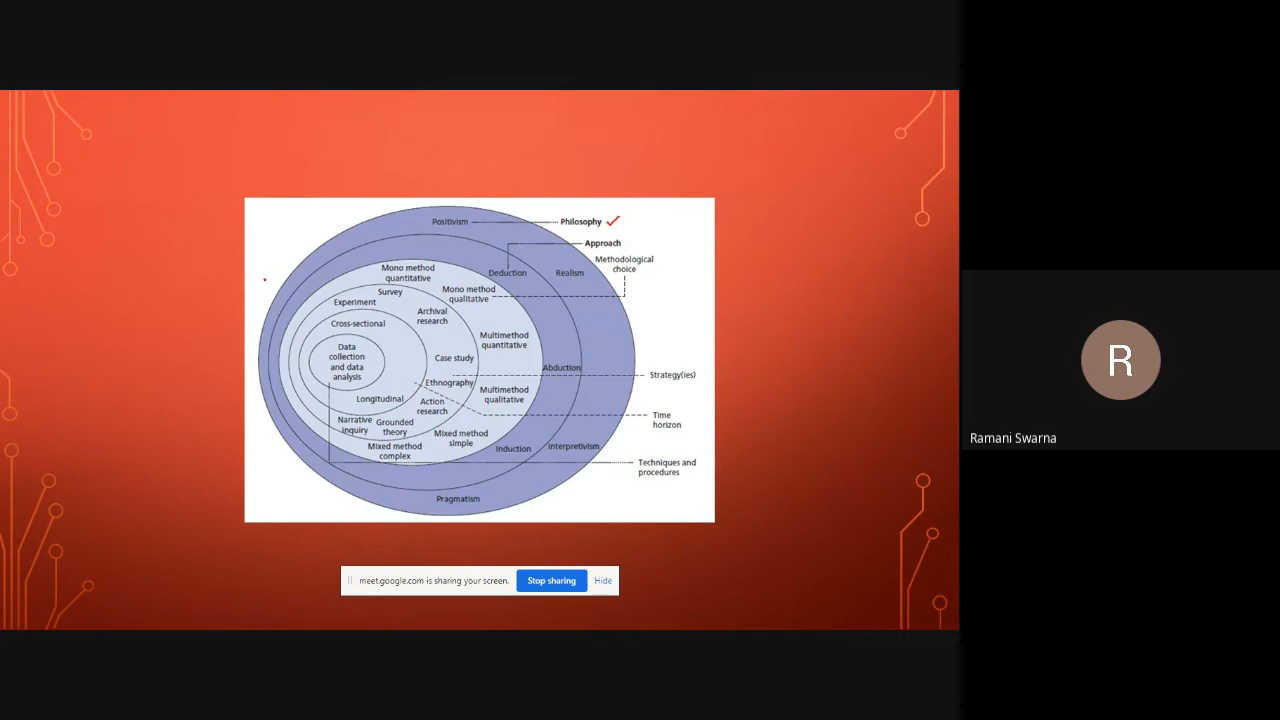 Positivism
Philosophy
Approach
Methodological
choice
Deduction
Realism
Mono method
quantitative
Mono method
qualitative
Survey
Experiment
Archival
research
Cross-sectional
Multimethod
quantitative
Data
collection
and data
analysis
Case study
Abduction
Strategy(ies)
Ethnography
Multimethod
qualitative
Longitudinal
Action
research
Time
horizon
Narrative
inquiry
Grounded
theory
Mixed method
simple
Mixed method
complex
Induction
Interpretivism
Techniques and
procedures
Pragmatism
meet.google.com is sharing your screen.
Stop sharing
Hide
R
Ramani Swarna